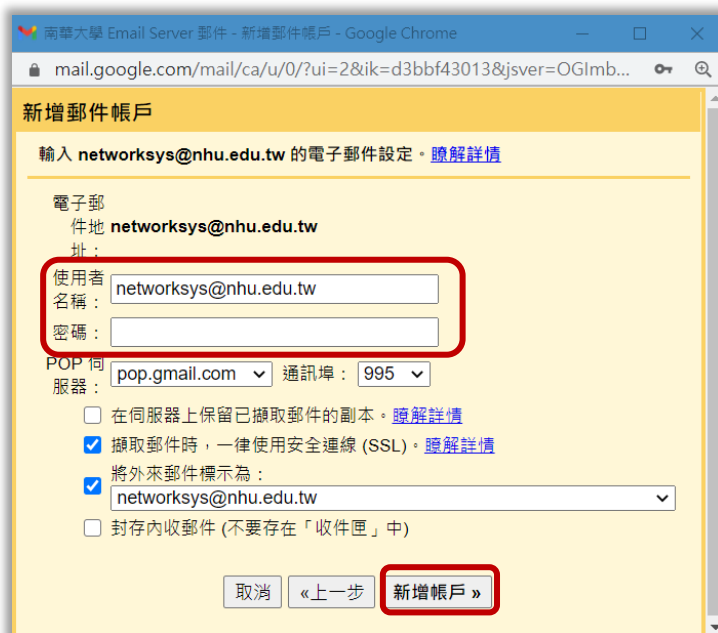 南華大學 Email Server 郵件 - 新增郵件帳戶 - Google Chrome
mail.google.com/mail/ca/u/0/?ui=2&ik=d3bbf43013&jsver=OGImb...
新增郵件帳戶
輸入 networksys@nhu.edu.tw 的電子郵件設定。瞭解詳情
電子郵
件地 networksys@nhu.edu.tw
址：
使用者
名稱： networksys@nhu.edu.tw
密碼：
POP 伺
服器： pop.gmail.com 通訊埠： 995
在伺服器上保留已擷取郵件的副本。瞭解詳情
擷取郵件時，一律使用安全連線 (SSL)。瞭解詳情
將外來郵件標示為：
networksys@nhu.edu.tw
封存內收郵件 (不要存在「收件匣」中)
取消 «上一步 新增帳戶 »